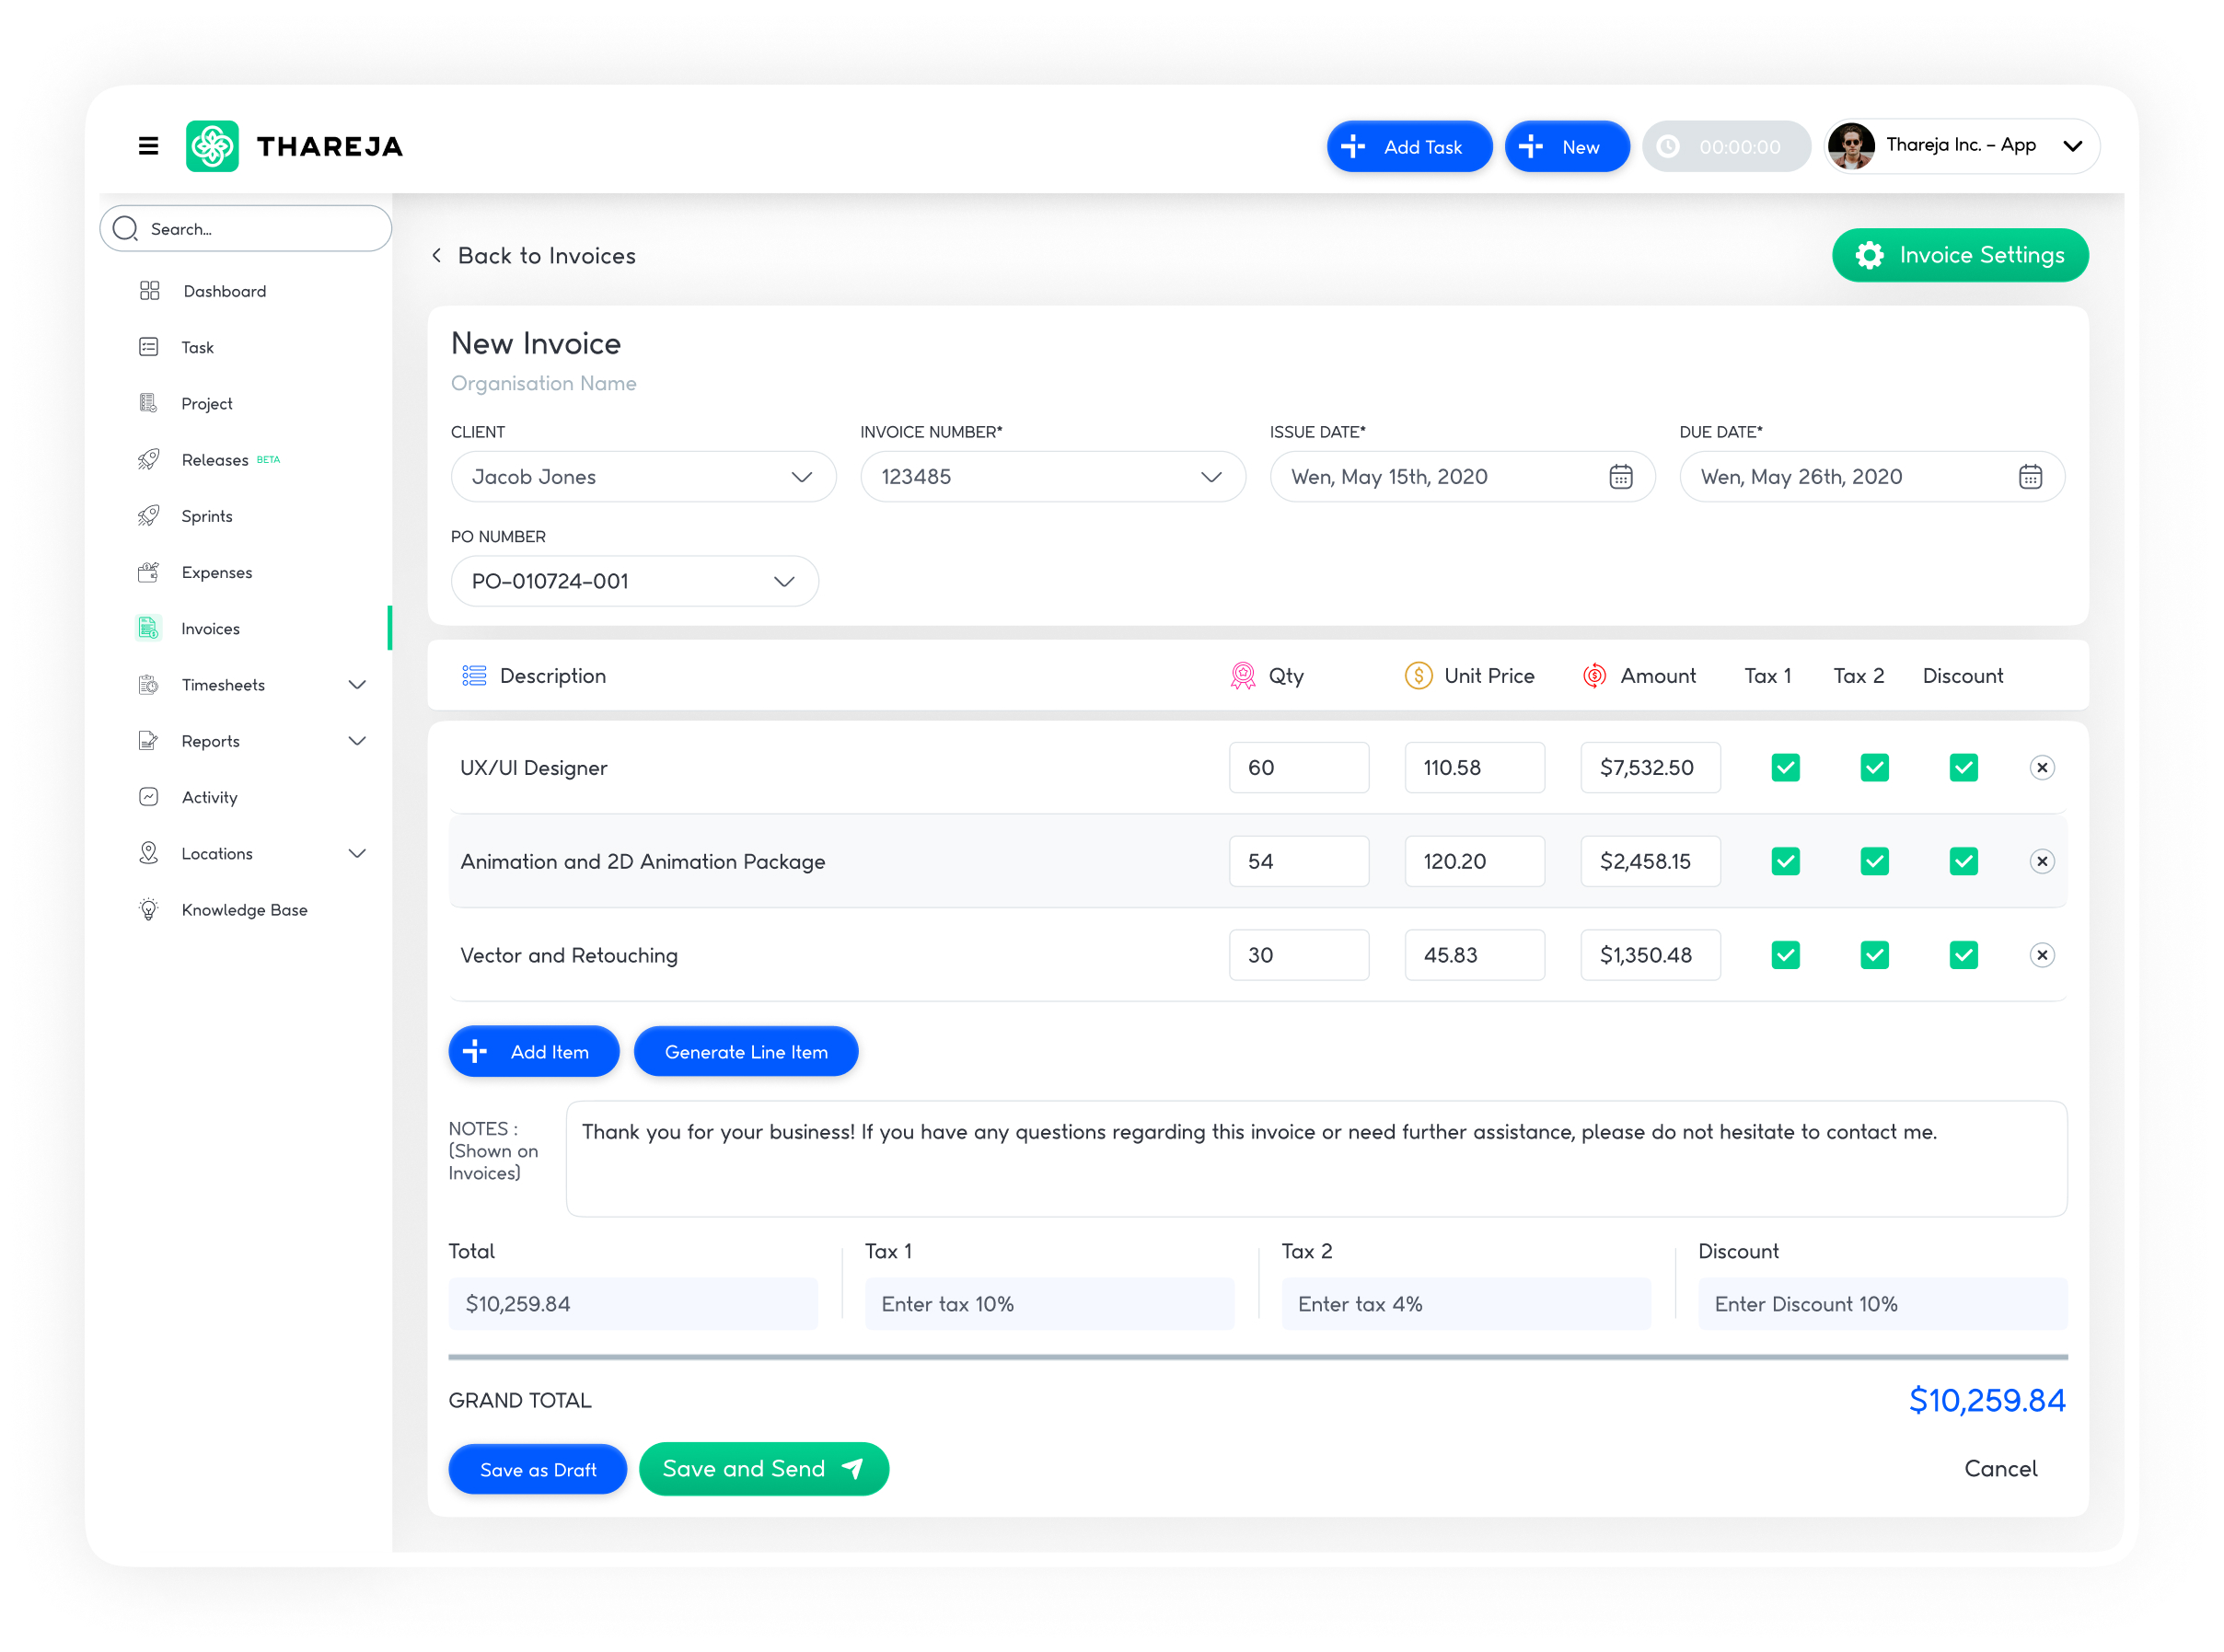 THAREJA
Add Task
New
00:00:00
Thareja Inc. – App
Search...
Dashboard
Task
Project
Releases BETA
Sprints
Expenses
Invoices
Timesheets
Reports
Activity
Locations
Knowledge Base
Back to Invoices
Invoice Settings
New Invoice
Organisation Name
CLIENT
Jacob Jones
INVOICE NUMBER*
123485
ISSUE DATE*
Wen, May 15th, 2020
DUE DATE*
Wen, May 26th, 2020
PO NUMBER
PO–010724–001
Description Qty Unit Price Amount Tax 1 Tax 2 Discount
UX/UI Designer 60 110.58 $7,532.50
Animation and 2D Animation Package 54 120.20 $2,458.15
Vector and Retouching 30 45.83 $1,350.48
Add Item
Generate Line Item
NOTES :
(Shown on
Invoices)
Thank you for your business! If you have any questions regarding this invoice or need further assistance, please do not hesitate to contact me.
Total
$10,259.84
Tax 1
Enter tax 10%
Tax 2
Enter tax 4%
Discount
Enter Discount 10%
GRAND TOTAL
$10,259.84
Save as Draft
Save and Send
Cancel